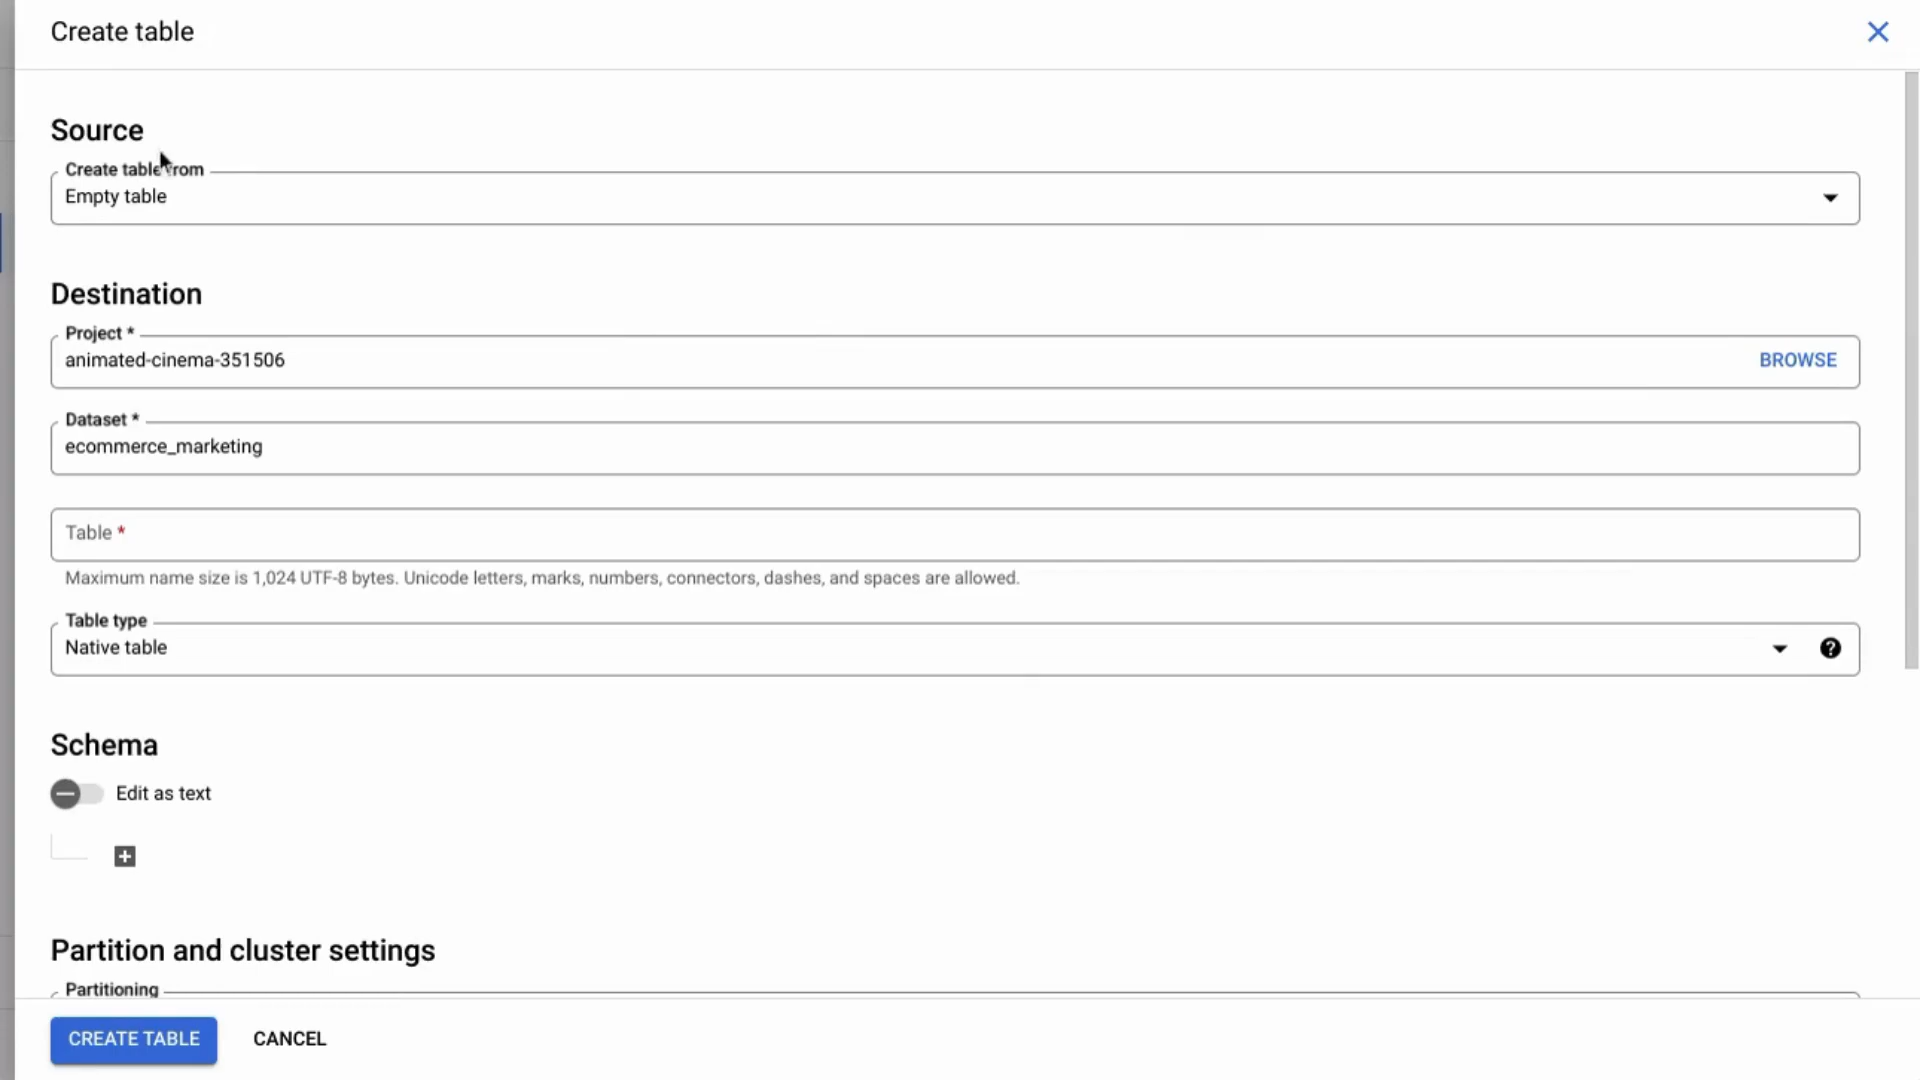 Create table
Source
Create table from
Empty table
Destination
Project *
animated-cinema-351506
BROWSE
Dataset *
ecommerce_marketing
Table *
Maximum name size is 1,024 UTF-8 bytes. Unicode letters, marks, numbers, connectors, dashes, and spaces are allowed.
Table type
Native table
Schema
Edit as text
Partition and cluster settings
Partitioning
CREATE TABLE
CANCEL